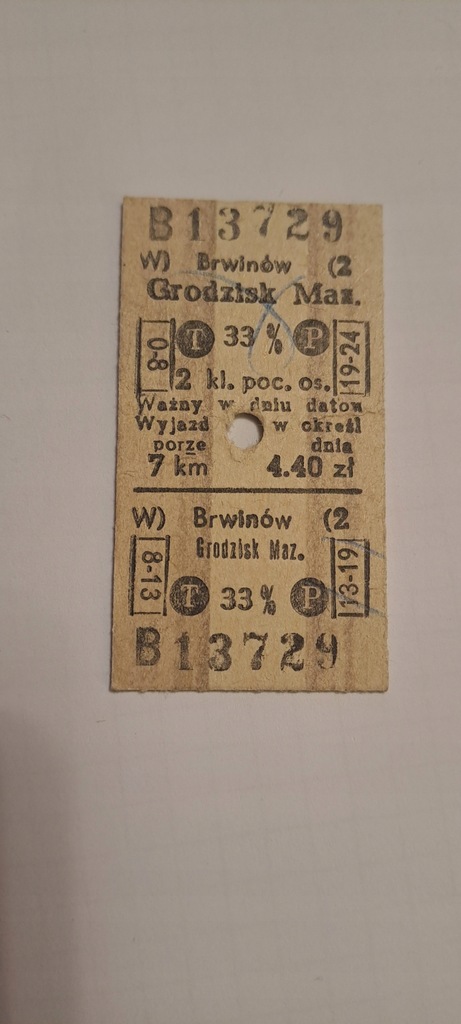 B13729
W) Brwinów (2
Grodzisk Maz.
0-8 T 33% P 19-24
2 kl. poc. os.
Ważny w dniu datow
Wyjazd w określ
porze dnia
7 km 4.40 zł
W) Brwinów (2
Grodzisk Maz.
8-13 T 33% P 13-19
B13729